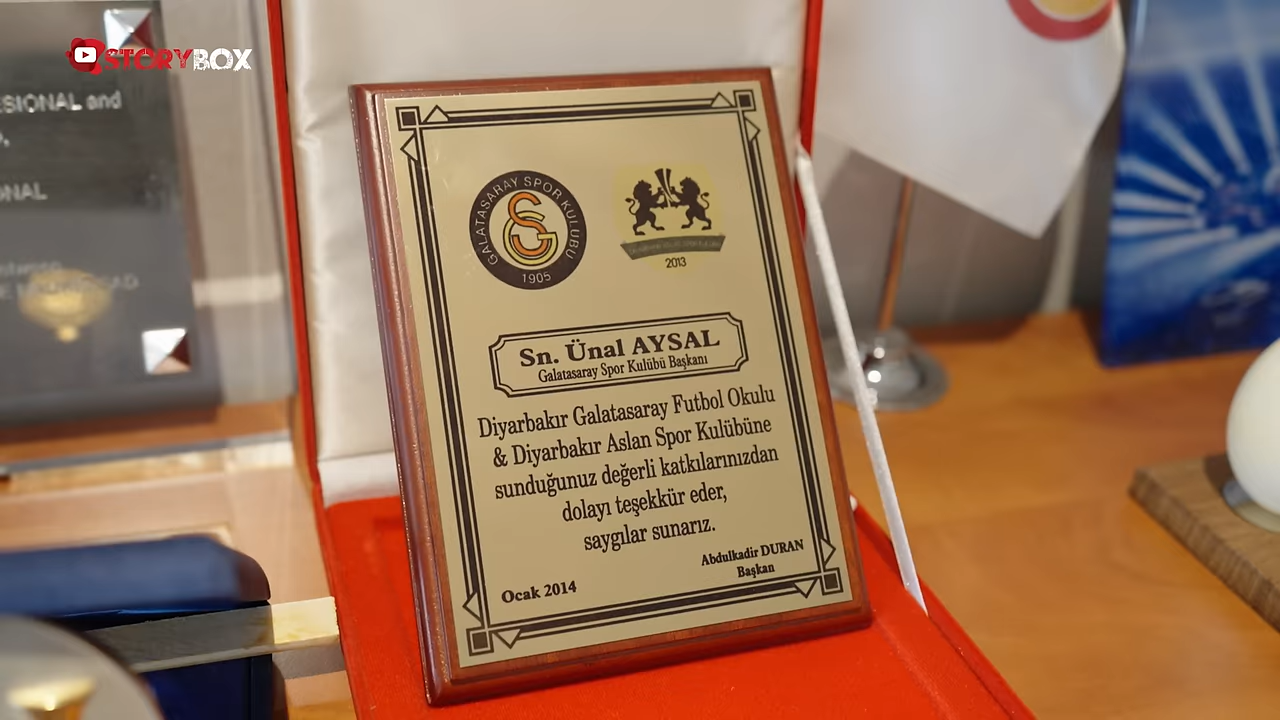 STORYBOX
SIONAL and
ONAL
GALATASARAY SPOR KULÜBÜ
1905
2013
Sn. Ünal AYSAL
Galatasaray Spor Kulübü Başkanı
Diyarbakır Galatasaray Futbol Okulu
& Diyarbakır Aslan Spor Kulübüne
sunduğunuz değerli katkılarınızdan
dolayı teşekkür eder,
saygılar sunarız.
Abdulkadir DURAN
Başkan
Ocak 2014